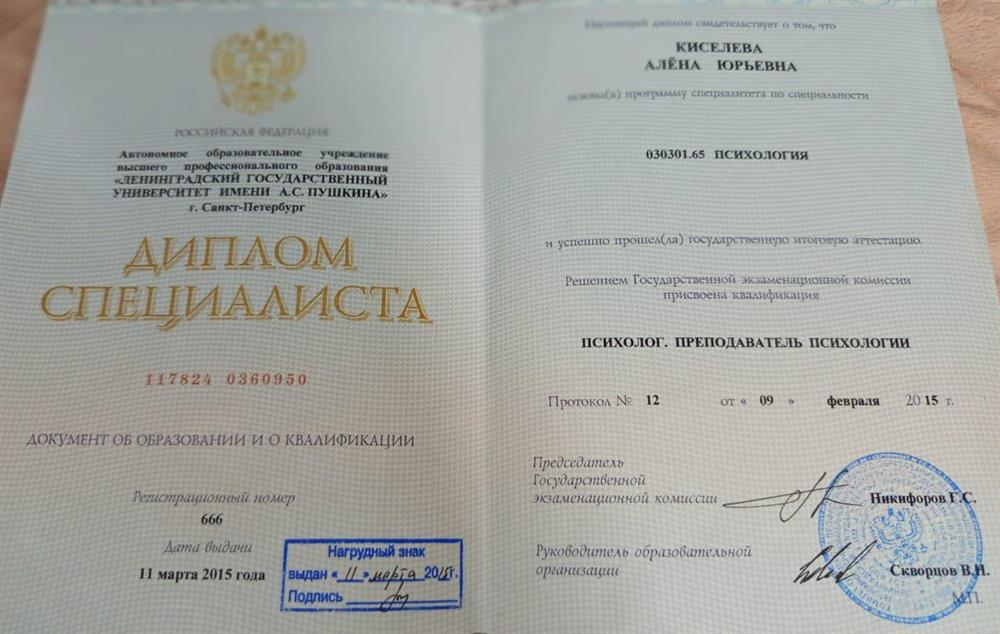 РОССИЙСКАЯ ФЕДЕРАЦИЯ
Автономное образовательное учреждение
высшего профессионального образования
«ЛЕНИНГРАДСКИЙ ГОСУДАРСТВЕННЫЙ
УНИВЕРСИТЕТ ИМЕНИ А.С. ПУШКИНА»
г. Санкт-Петербург
ДИПЛОМ
СПЕЦИАЛИСТА
117824 0360950
ДОКУМЕНТ ОБ ОБРАЗОВАНИИ И О КВАЛИФИКАЦИИ
Регистрационный номер
666
Дата выдачи
11 марта 2015 года
Нагрудный знак
выдан «11» марта 2015г.
Подпись
Настоящий диплом свидетельствует о том, что
КИСЕЛЕВА
АЛЁНА ЮРЬЕВНА
освоил(а) программу специалитета по специальности
030301.65 ПСИХОЛОГИЯ
и успешно прошел(ла) государственную итоговую аттестацию.
Решением Государственной экзаменационной комиссии
присвоена квалификация
ПСИХОЛОГ. ПРЕПОДАВАТЕЛЬ ПСИХОЛОГИИ
Протокол № 12 от « 09 » февраля 20 15 г.
Председатель
Государственной
экзаменационной комиссии Никифоров Г.С.
Руководитель образовательной
организации Скворцов В.Н.
М.П.